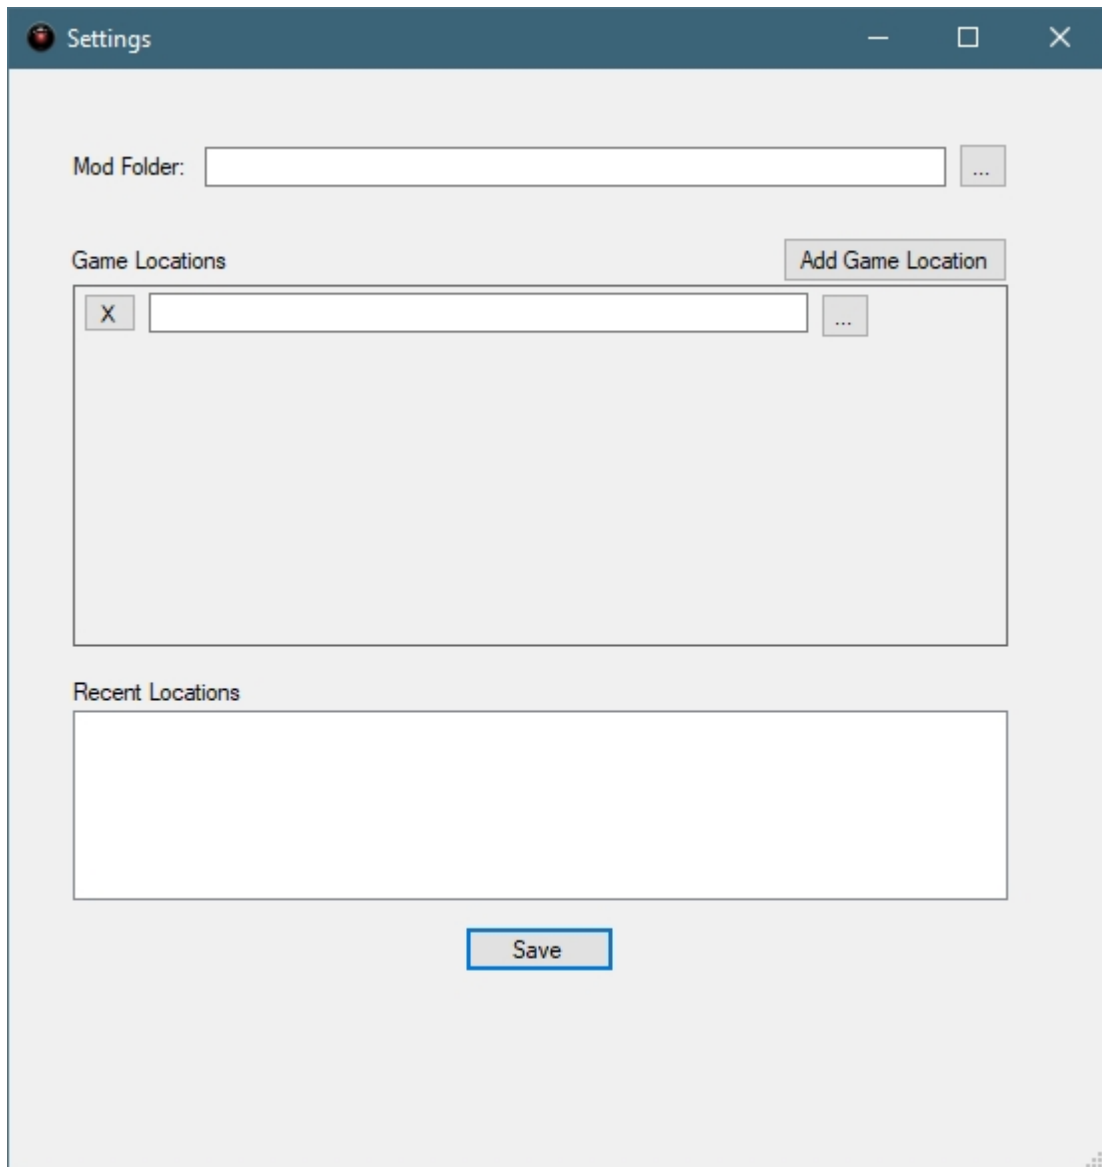 Settings
Mod Folder:
...
Game Locations
Add Game Location
X
...
Recent Locations
Save